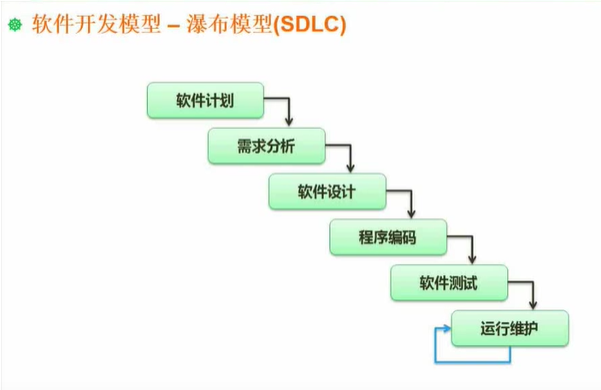 软件开发模型 – 瀑布模型(SDLC)
软件计划
需求分析
软件设计
程序编码
软件测试
运行维护